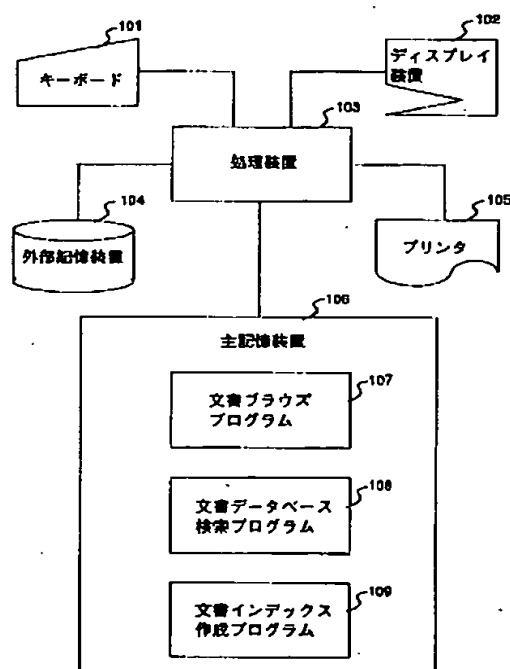 101
キーボード
102
ディスプレイ
装置
103
処理装置
104
外部記憶装置
105
プリンタ
106
主記憶装置
107
文書ブラウズ
プログラム
108
文書データベース
検索プログラム
109
文書インデックス
作成プログラム